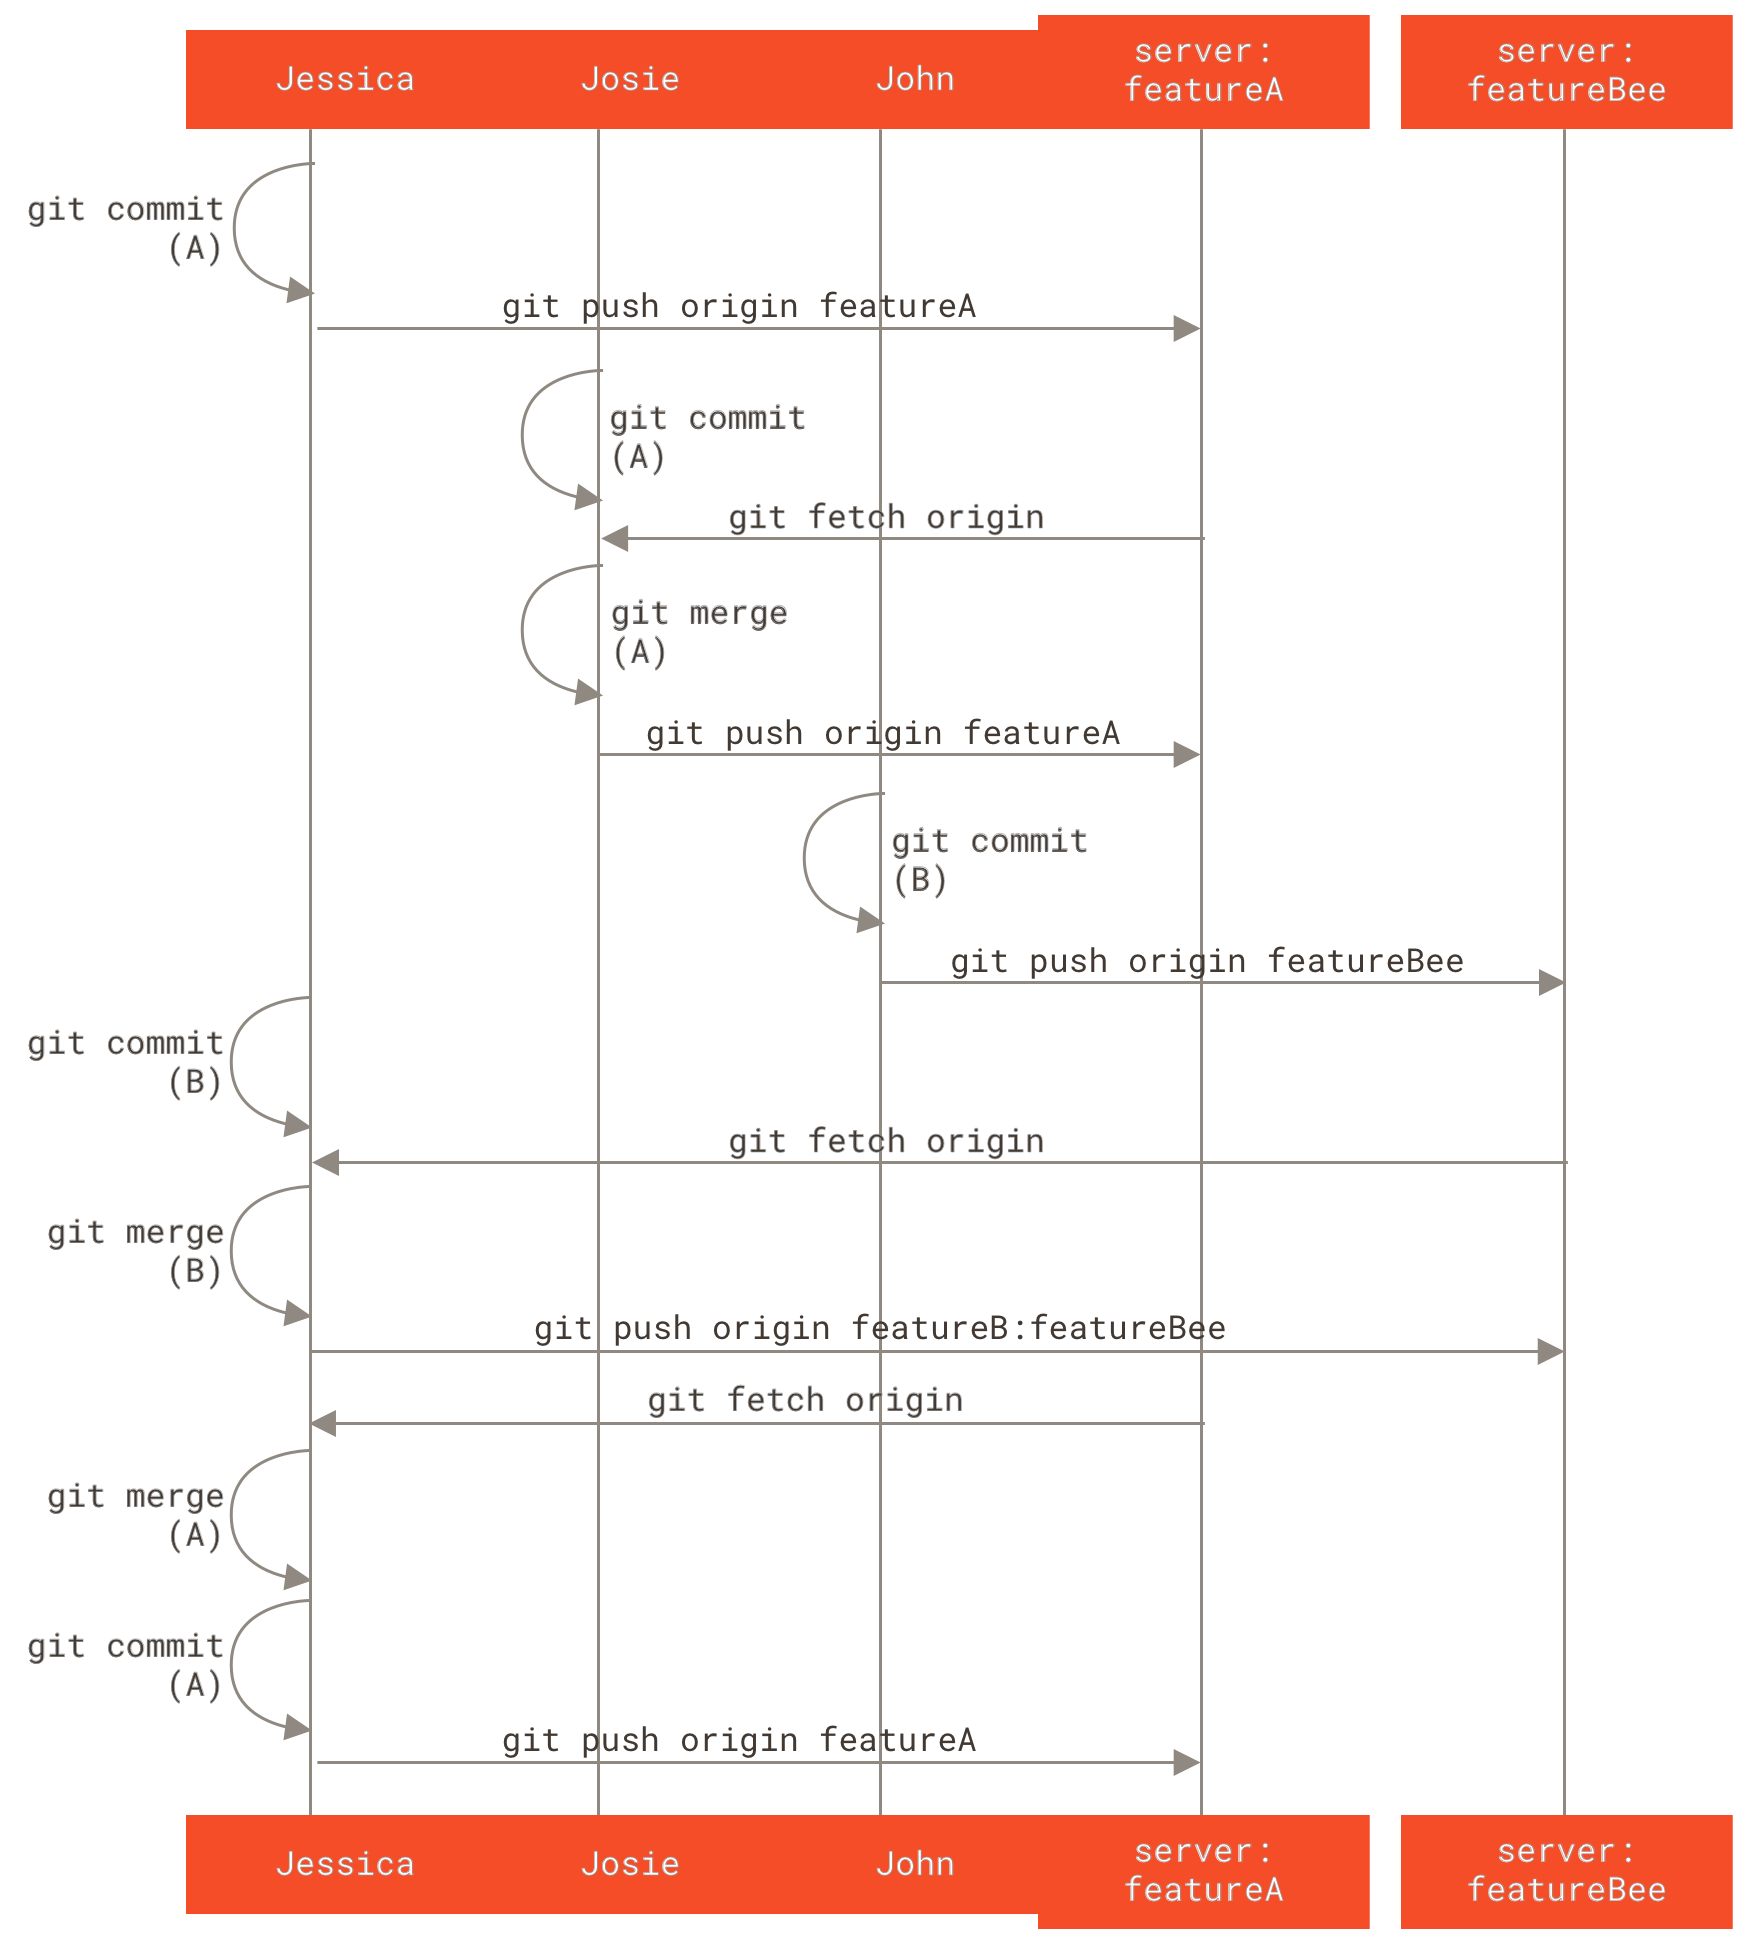 Jessica
Josie
John
server:
featureA
server:
featureBee
git commit
(A)
git push origin featureA
git commit
(A)
git fetch origin
git merge
(A)
git push origin featureA
git commit
(B)
git push origin featureBee
git commit
(B)
git fetch origin
git merge
(B)
git push origin featureB:featureBee
git fetch origin
git merge
(A)
git commit
(A)
git push origin featureA
Jessica
Josie
John
server:
featureA
server:
featureBee